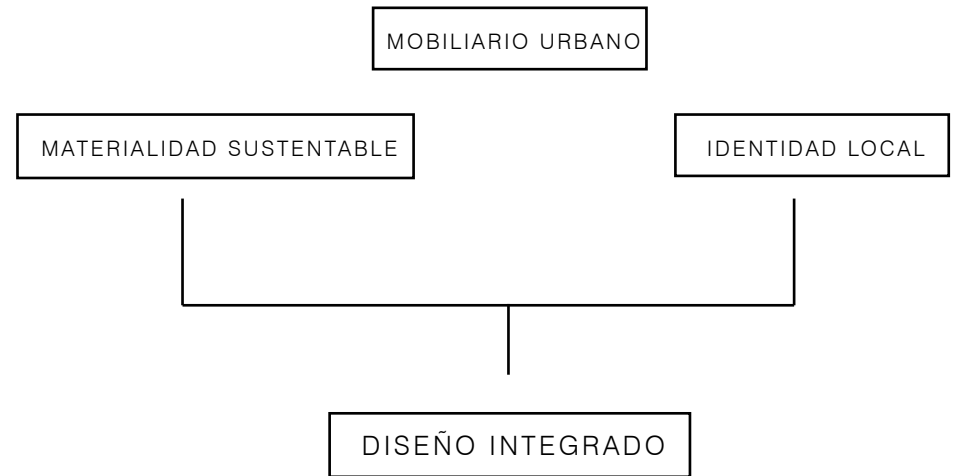 MOBILIARIO URBANO
MATERIALIDAD SUSTENTABLE
IDENTIDAD LOCAL
DISEÑO INTEGRADO